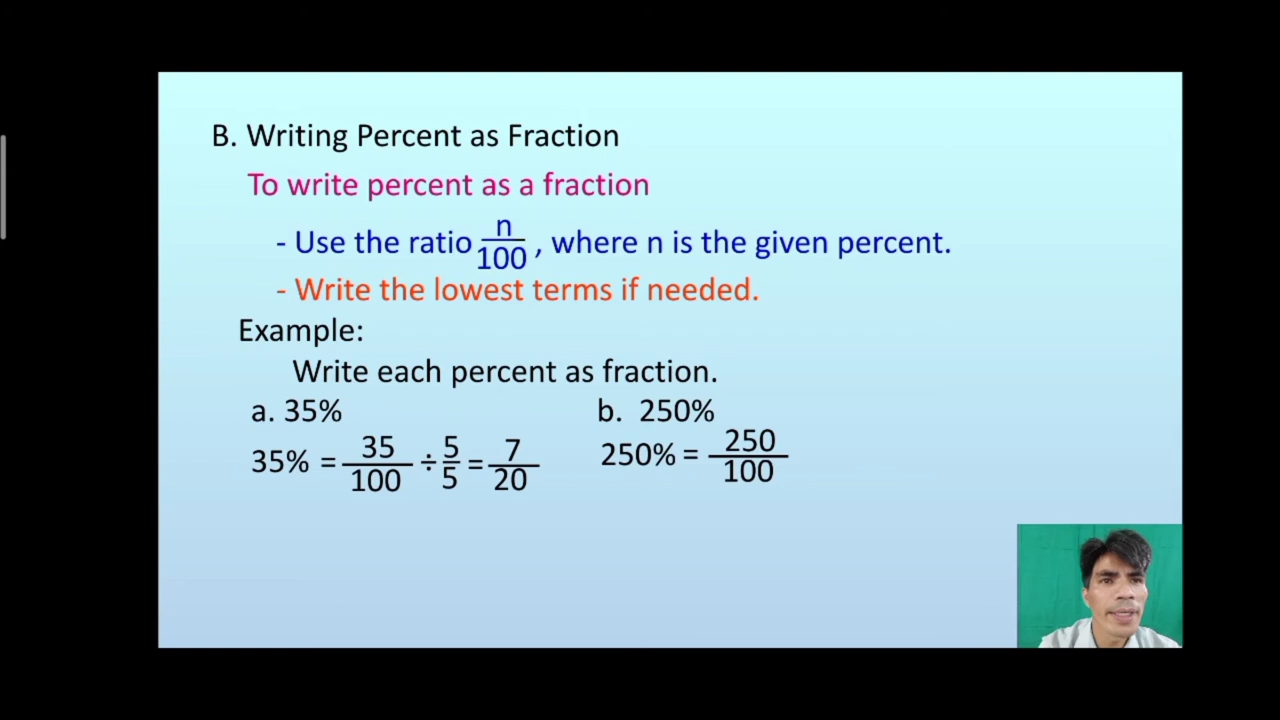 B. Writing Percent as Fraction
To write percent as a fraction
- Use the ratio n/100, where n is the given percent.
- Write the lowest terms if needed.
Example:
Write each percent as fraction.
a. 35%    b. 250%
35% = 35/100 ÷ 5/5 = 7/20    250% = 250/100